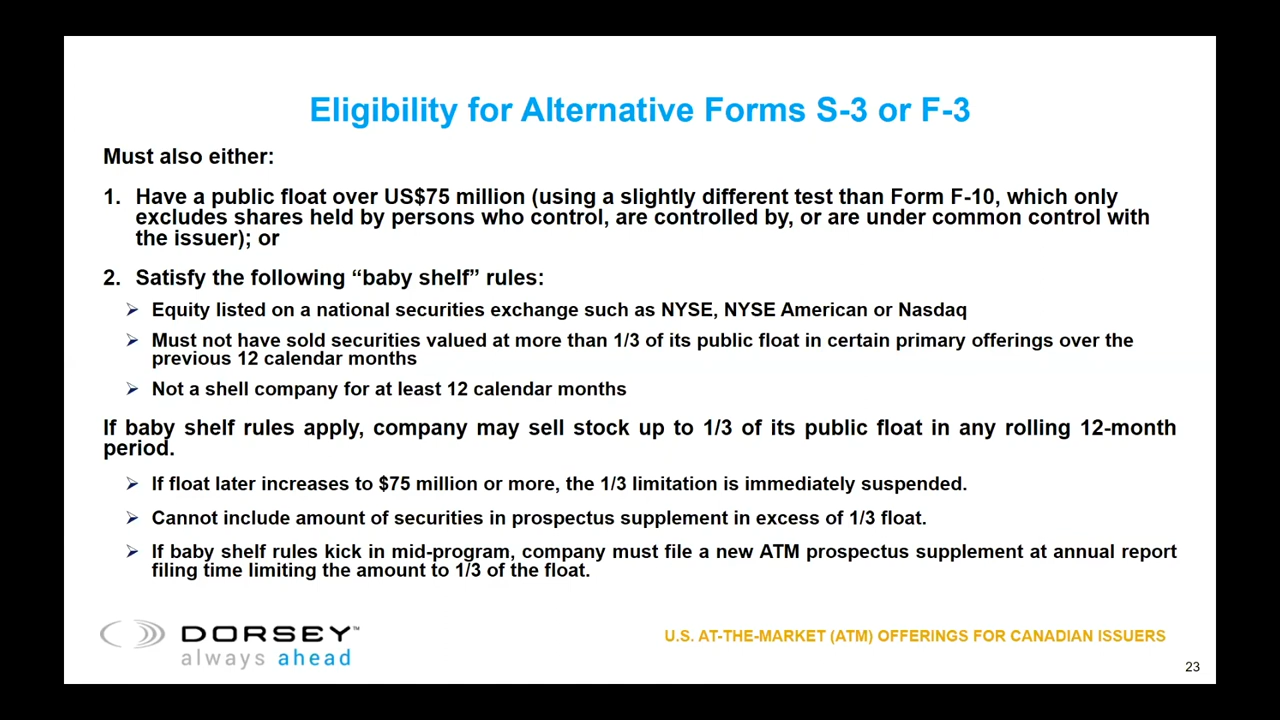 Eligibility for Alternative Forms S-3 or F-3
Must also either:
1. Have a public float over US$75 million (using a slightly different test than Form F-10, which only
excludes shares held by persons who control, are controlled by, or are under common control with
the issuer); or
2. Satisfy the following “baby shelf” rules:
➢ Equity listed on a national securities exchange such as NYSE, NYSE American or Nasdaq
➢ Must not have sold securities valued at more than 1/3 of its public float in certain primary offerings over the
previous 12 calendar months
➢ Not a shell company for at least 12 calendar months
If baby shelf rules apply, company may sell stock up to 1/3 of its public float in any rolling 12-month
period.
➢ If float later increases to $75 million or more, the 1/3 limitation is immediately suspended.
➢ Cannot include amount of securities in prospectus supplement in excess of 1/3 float.
➢ If baby shelf rules kick in mid-program, company must file a new ATM prospectus supplement at annual report
filing time limiting the amount to 1/3 of the float.
DORSEY™
always ahead
U.S. AT-THE-MARKET (ATM) OFFERINGS FOR CANADIAN ISSUERS
23